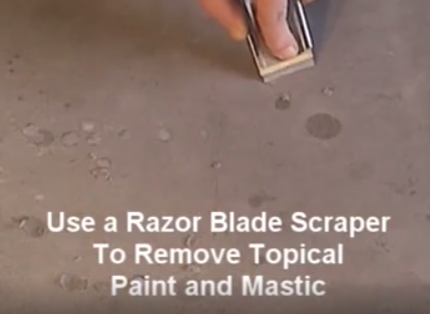 Use a Razor Blade Scraper
To Remove Topical
Paint and Mastic